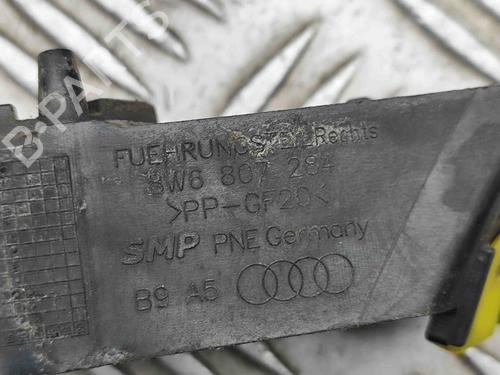 B-PARTS
FUEHRUNGSTEIL Rechts
8W6 807 284
>PP-GF20<
SMP PNE Germany
B9 A5